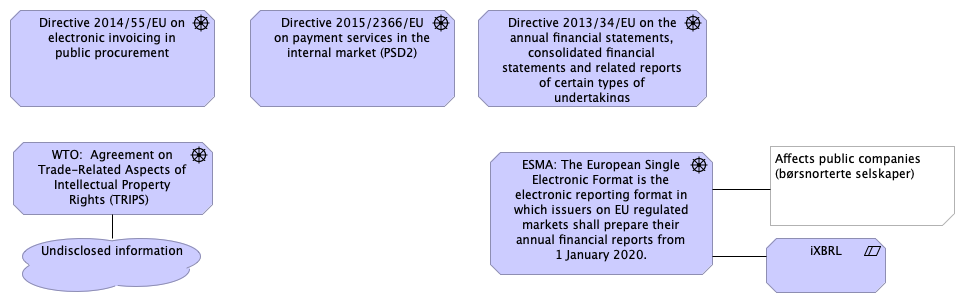 Directive 2014/55/EU on
electronic invoicing in
public procurement
Directive 2015/2366/EU
on payment services in the
internal market (PSD2)
Directive 2013/34/EU on the
annual financial statements,
consolidated financial
statements and related reports
of certain types of
undertakings
WTO:  Agreement on
Trade-Related Aspects of
Intellectual Property
Rights (TRIPS)
Undisclosed information
ESMA: The European Single
Electronic Format is the
electronic reporting format in
which issuers on EU regulated
markets shall prepare their
annual financial reports from
1 January 2020.
Affects public companies
(børsnorterte selskaper)
iXBRL